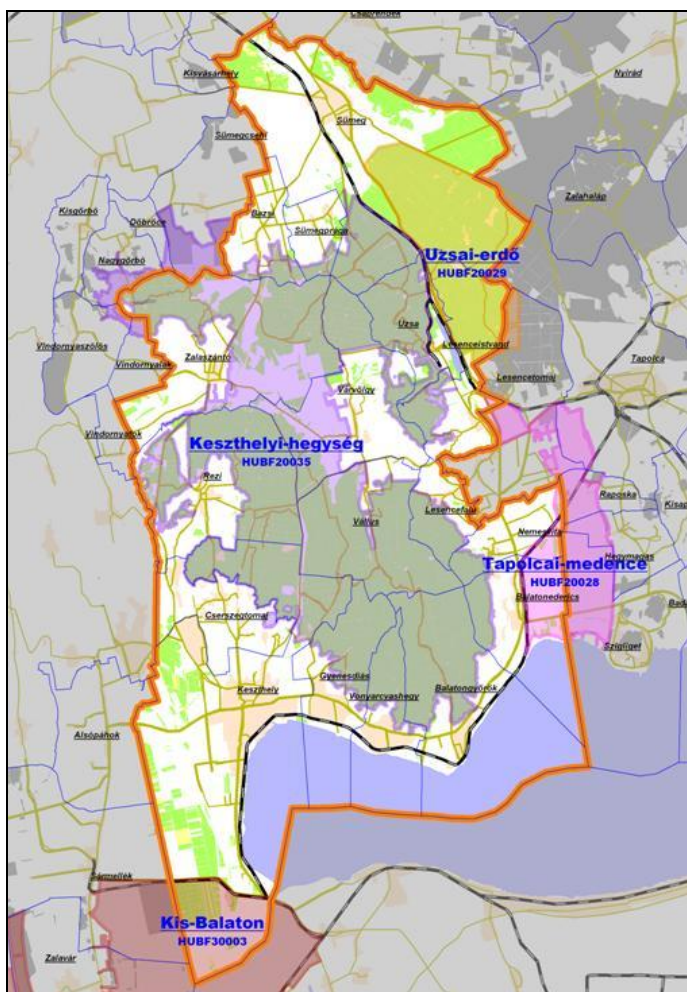 Kisvásárhely
Nyirád
Sümeg
Sümegcsehi
Zalahaláp
Kisgörbő
Döbröce
Bazsi
Sümegprága
Nagygörbő
Uzsai-erdő
HUBF20029
Uzsa
Lesenceistvánd
Vindornyaszőlős
Vindornyalak
Zalaszántó
Tapolca
Lesencetomaj
Várvölgy
Vindornyafok
Keszthelyi-hegység
HUBF20035
Rezi
Raposka
Vállus
Lesencefalu
Nemesvita
Hegymagas
Tapolcai-medence
HUBF20028
Balatonederics
Cserszegtomaj
Szigliget
Gyenesdiás
Keszthely
Vonyarcvashegy
Balatongyörök
Alsópáhok
Sármellék
Kis-Balaton
HUBF30003
Zalavár